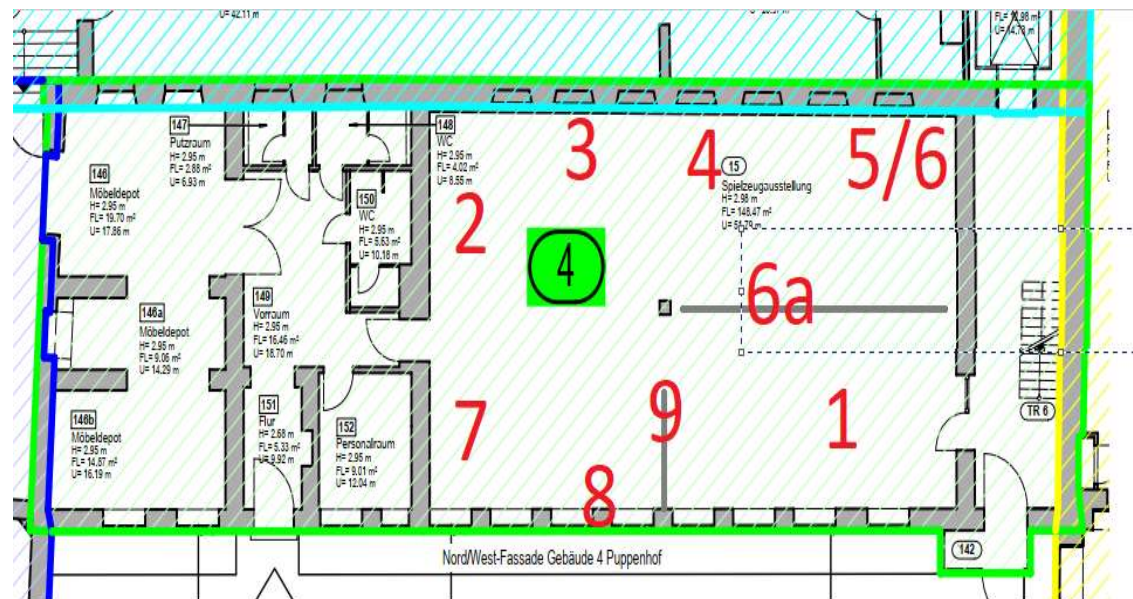 U= 42.11 m
U= 14.78 m
147
Putzraum
H= 2.95 m
FL= 2.88 m²
U= 6.93 m
148
WC
H= 2.95 m
FL= 4.02 m²
U= 8.55 m
3
4
5/6
15
Spielzeugausstellung
H= 2.98 m
FL= 148.47 m²
146
Möbeldepot
H= 2.95 m
FL= 19.70 m²
U= 17.86 m
150
WC
H= 2.95 m
FL= 5.63 m²
U= 10.18 m
2
4
6a
149
Vorraum
H= 2.95 m
FL= 16.46 m²
U= 18.70 m
146a
Möbeldepot
H= 2.95 m
FL= 9.06 m²
U= 14.29 m
146b
Möbeldepot
H= 2.95 m
FL= 14.87 m²
U= 16.19 m
151
Flur
H= 2.68 m
FL= 5.33 m²
U= 9.92 m
152
Personalraum
H= 2.95 m
FL= 9.01 m²
U= 12.04 m
7
9
1
8
TR 6
142
Nord/West-Fassade Gebäude 4 Puppenhof